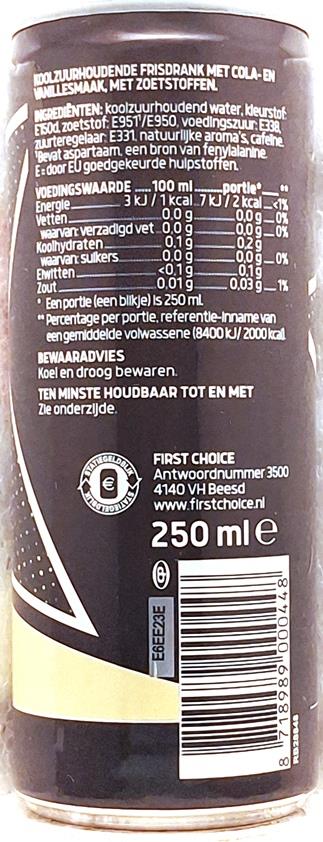 KOOLZUURHOUDENDE FRISDRANK MET COLA- EN
VANILLESMAAK, MET ZOETSTOFFEN.
INGREDIËNTEN: koolzuurhoudend water, kleurstof:
E150d, zoetstof: E951¹/E950, voedingszuur: E338,
zuurteregelaar: E331, natuurlijke aroma's, cafeïne.
¹Bevat aspartaam, een bron van fenylalanine.
E = door EU goedgekeurde hulpstoffen.
VOEDINGSWAARDE 100 ml portie* **
Energie 3 kJ / 1 kcal 7 kJ / 2 kcal <1%
Vetten 0,0 g 0,0 g 0%
waarvan: verzadigd vet 0,0 g 0,0 g 0%
Koolhydraten 0,1 g 0,2 g
waarvan: suikers 0,0 g 0,0 g 0%
Eiwitten <0,1 g 0,1 g
Zout 0,01 g 0,03 g 1%
* Een portie (een blikje) is 250 ml.
** Percentage per portie, referentie-inname van
een gemiddelde volwassene (8400 kJ / 2000 kcal).
BEWAARADVIES
Koel en droog bewaren.
TEN MINSTE HOUDBAAR TOT EN MET
Zie onderzijde.
STATIEGELDBLIK
€
STATIEGELDBLIK
FIRST CHOICE
Antwoordnummer 3500
4140 VH Beesd
www.firstchoice.nl
250 ml e
E6EE23E
8 718989 000448
RB28848